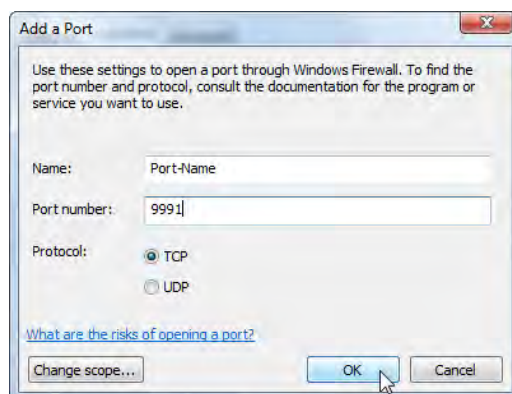 Add a Port
Use these settings to open a port through Windows Firewall. To find the
port number and protocol, consult the documentation for the program or
service you want to use.
Name: Port-Name
Port number: 9991
Protocol: TCP
UDP
What are the risks of opening a port?
Change scope... OK Cancel